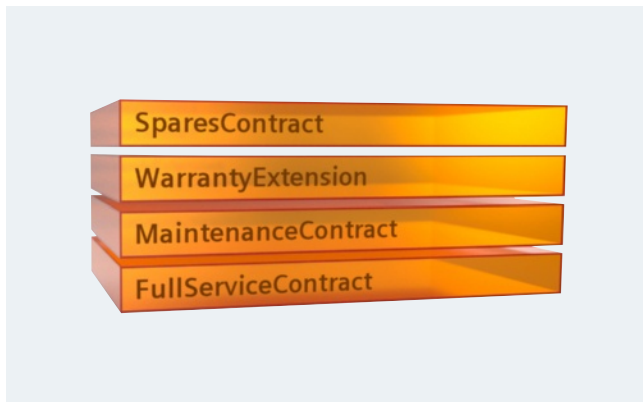 SparesContract
WarrantyExtension
MaintenanceContract
FullServiceContract